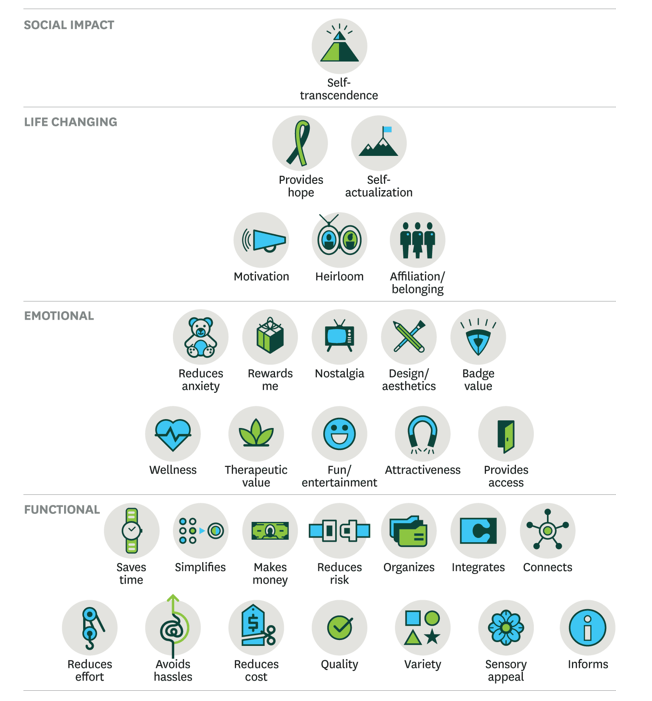 SOCIAL IMPACT
Self-
transcendence
LIFE CHANGING
Provides
hope
Self-
actualization
Motivation
Heirloom
Affiliation/
belonging
EMOTIONAL
Reduces
anxiety
Rewards
me
Nostalgia
Design/
aesthetics
Badge
value
Wellness
Therapeutic
value
Fun/
entertainment
Attractiveness
Provides
access
FUNCTIONAL
Saves
time
Simplifies
Makes
money
Reduces
risk
Organizes
Integrates
Connects
Reduces
effort
Avoids
hassles
$
Reduces
cost
Quality
Variety
Sensory
appeal
i
Informs